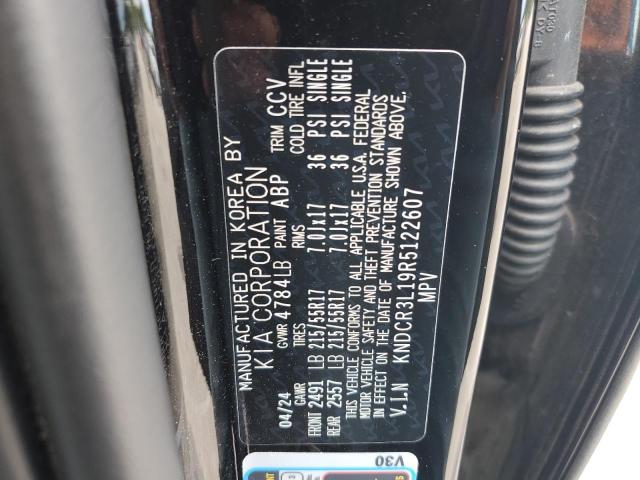 MANUFACTURED IN KOREA BY
KIA CORPORATION
04/24 GVWR 4784LB PAINT ABP TRIM CCV
GAWR TIRES RIMS COLD TIRE INFL
FRONT 2491 LB 215/55R17 7.0Jx17 36 PSI SINGLE
REAR 2557 LB 215/55R17 7.0Jx17 36 PSI SINGLE
THIS VEHICLE CONFORMS TO ALL APPLICABLE U.S.A. FEDERAL
MOTOR VEHICLE SAFETY AND THEFT PREVENTION STANDARDS
IN EFFECT ON THE DATE OF MANUFACTURE SHOWN ABOVE.
V.I.N KNDCR3L19R5122607
MPV
V30